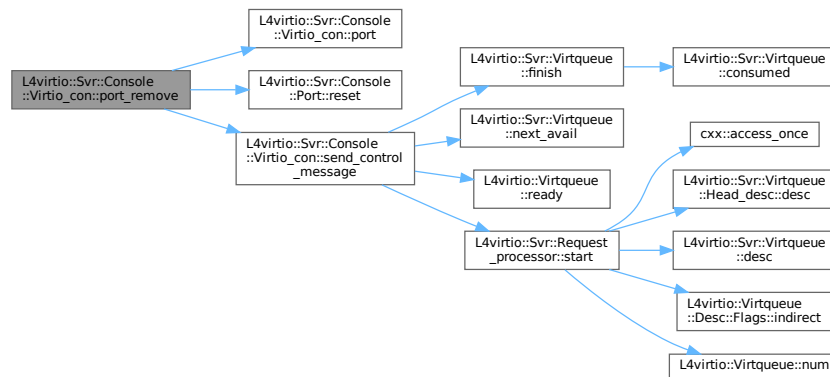 L4virtio::Svr::Console
::Virtio_con::port_remove
L4virtio::Svr::Console
::Virtio_con::port
L4virtio::Svr::Console
::Port::reset
L4virtio::Svr::Console
::Virtio_con::send_control
_message
L4virtio::Svr::Virtqueue
::finish
L4virtio::Svr::Virtqueue
::next_avail
L4virtio::Virtqueue
::ready
L4virtio::Svr::Request
_processor::start
L4virtio::Svr::Virtqueue
::consumed
cxx::access_once
L4virtio::Svr::Virtqueue
::Head_desc::desc
L4virtio::Svr::Virtqueue
::desc
L4virtio::Virtqueue
::Desc::Flags::indirect
L4virtio::Virtqueue::num